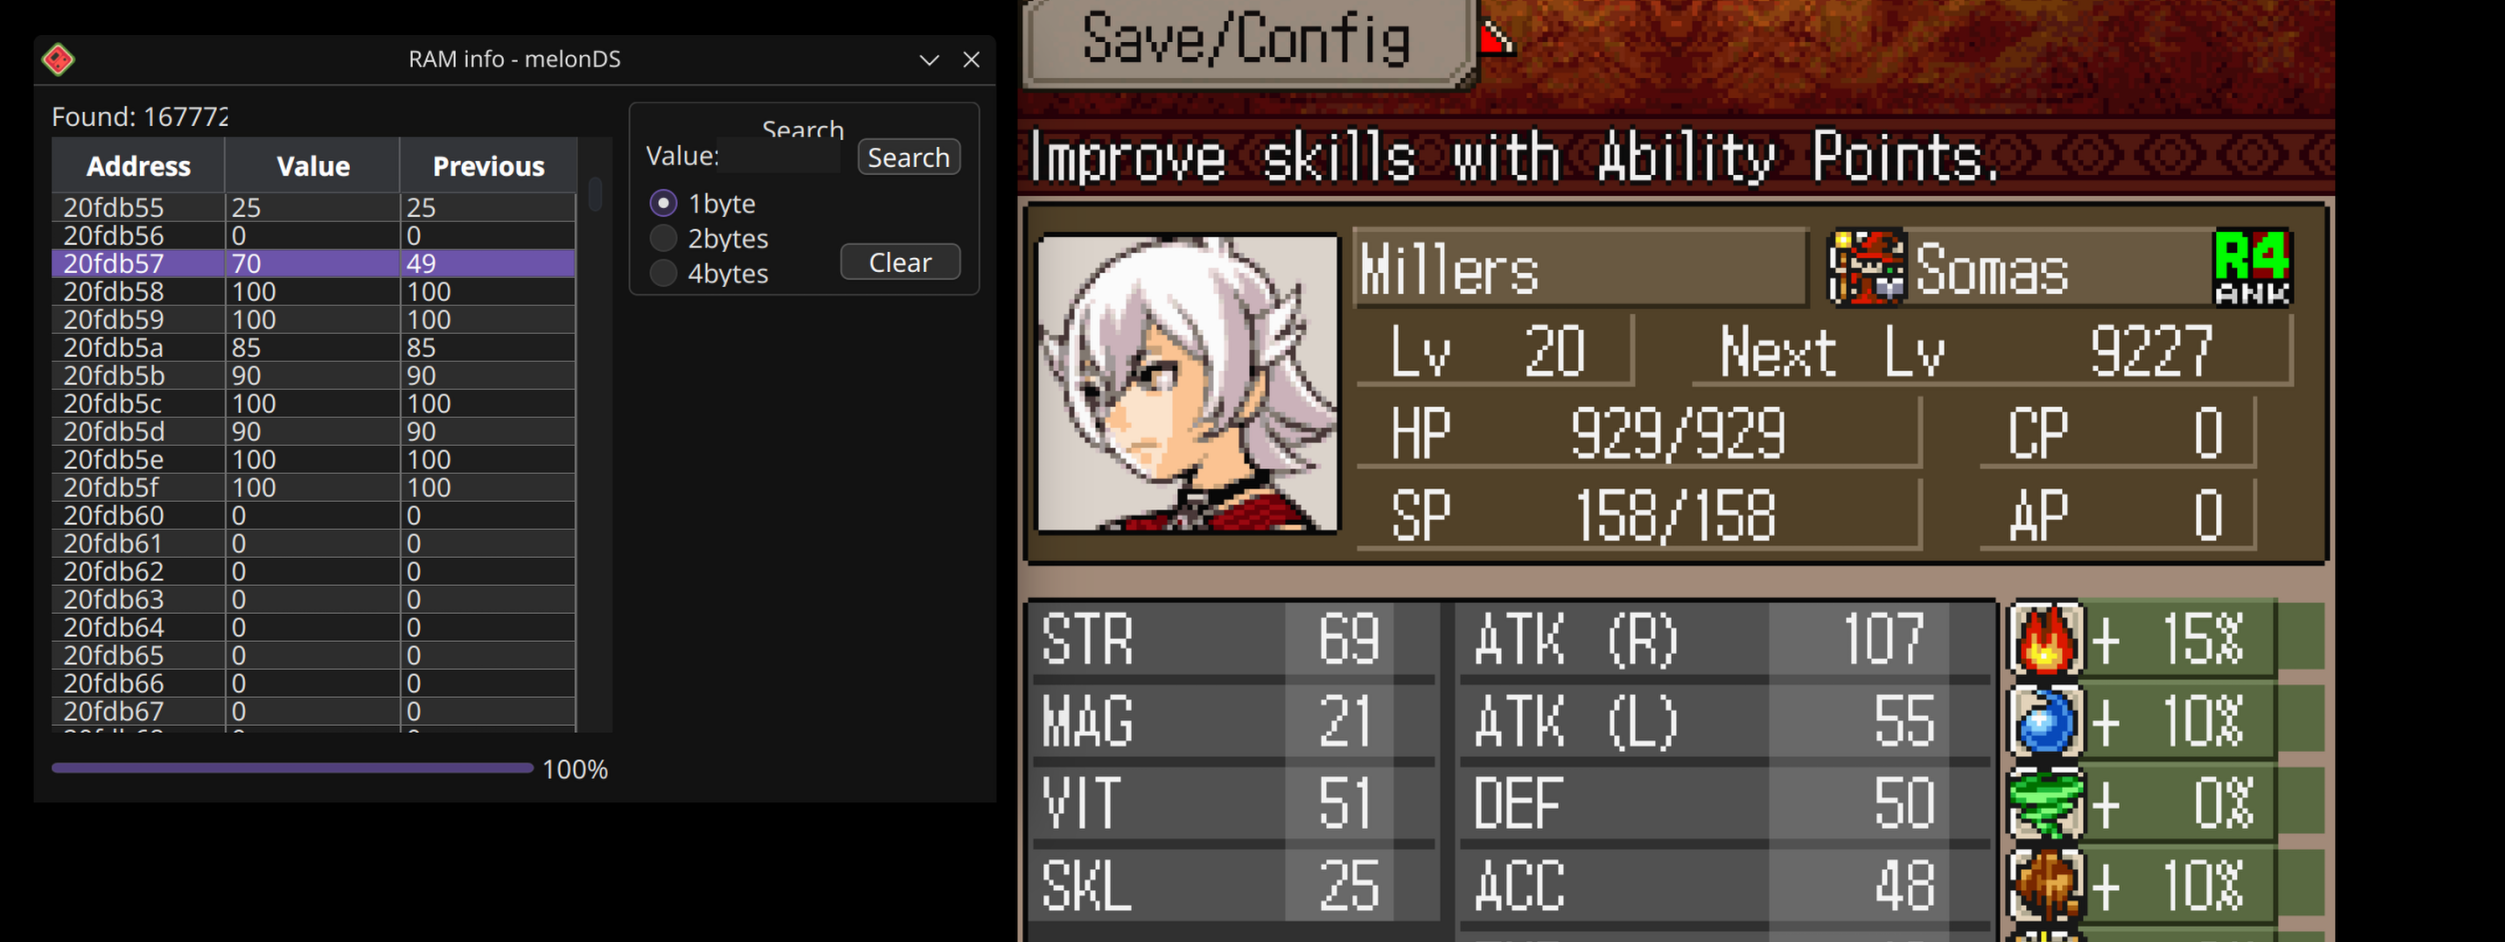 RAM info - melonDS
Found: 167772
Address Value Previous
20fdb55 25 25
20fdb56 0 0
20fdb57 70 49
20fdb58 100 100
20fdb59 100 100
20fdb5a 85 85
20fdb5b 90 90
20fdb5c 100 100
20fdb5d 90 90
20fdb5e 100 100
20fdb5f 100 100
20fdb60 0 0
20fdb61 0 0
20fdb62 0 0
20fdb63 0 0
20fdb64 0 0
20fdb65 0 0
20fdb66 0 0
20fdb67 0 0
100%
Search
Value:
Search
1byte
2bytes
4bytes
Clear
Save/Config
Improve skills with Ability Points.
Millers Somas R4
Lv 20 Next Lv 9227
HP 929/929 CP 0
SP 158/158 AP 0
STR 69 ATK (R) 107 + 15%
MAG 21 ATK (L) 55 + 10%
VIT 51 DEF 50 + 0%
SKL 25 ACC 48 + 10%